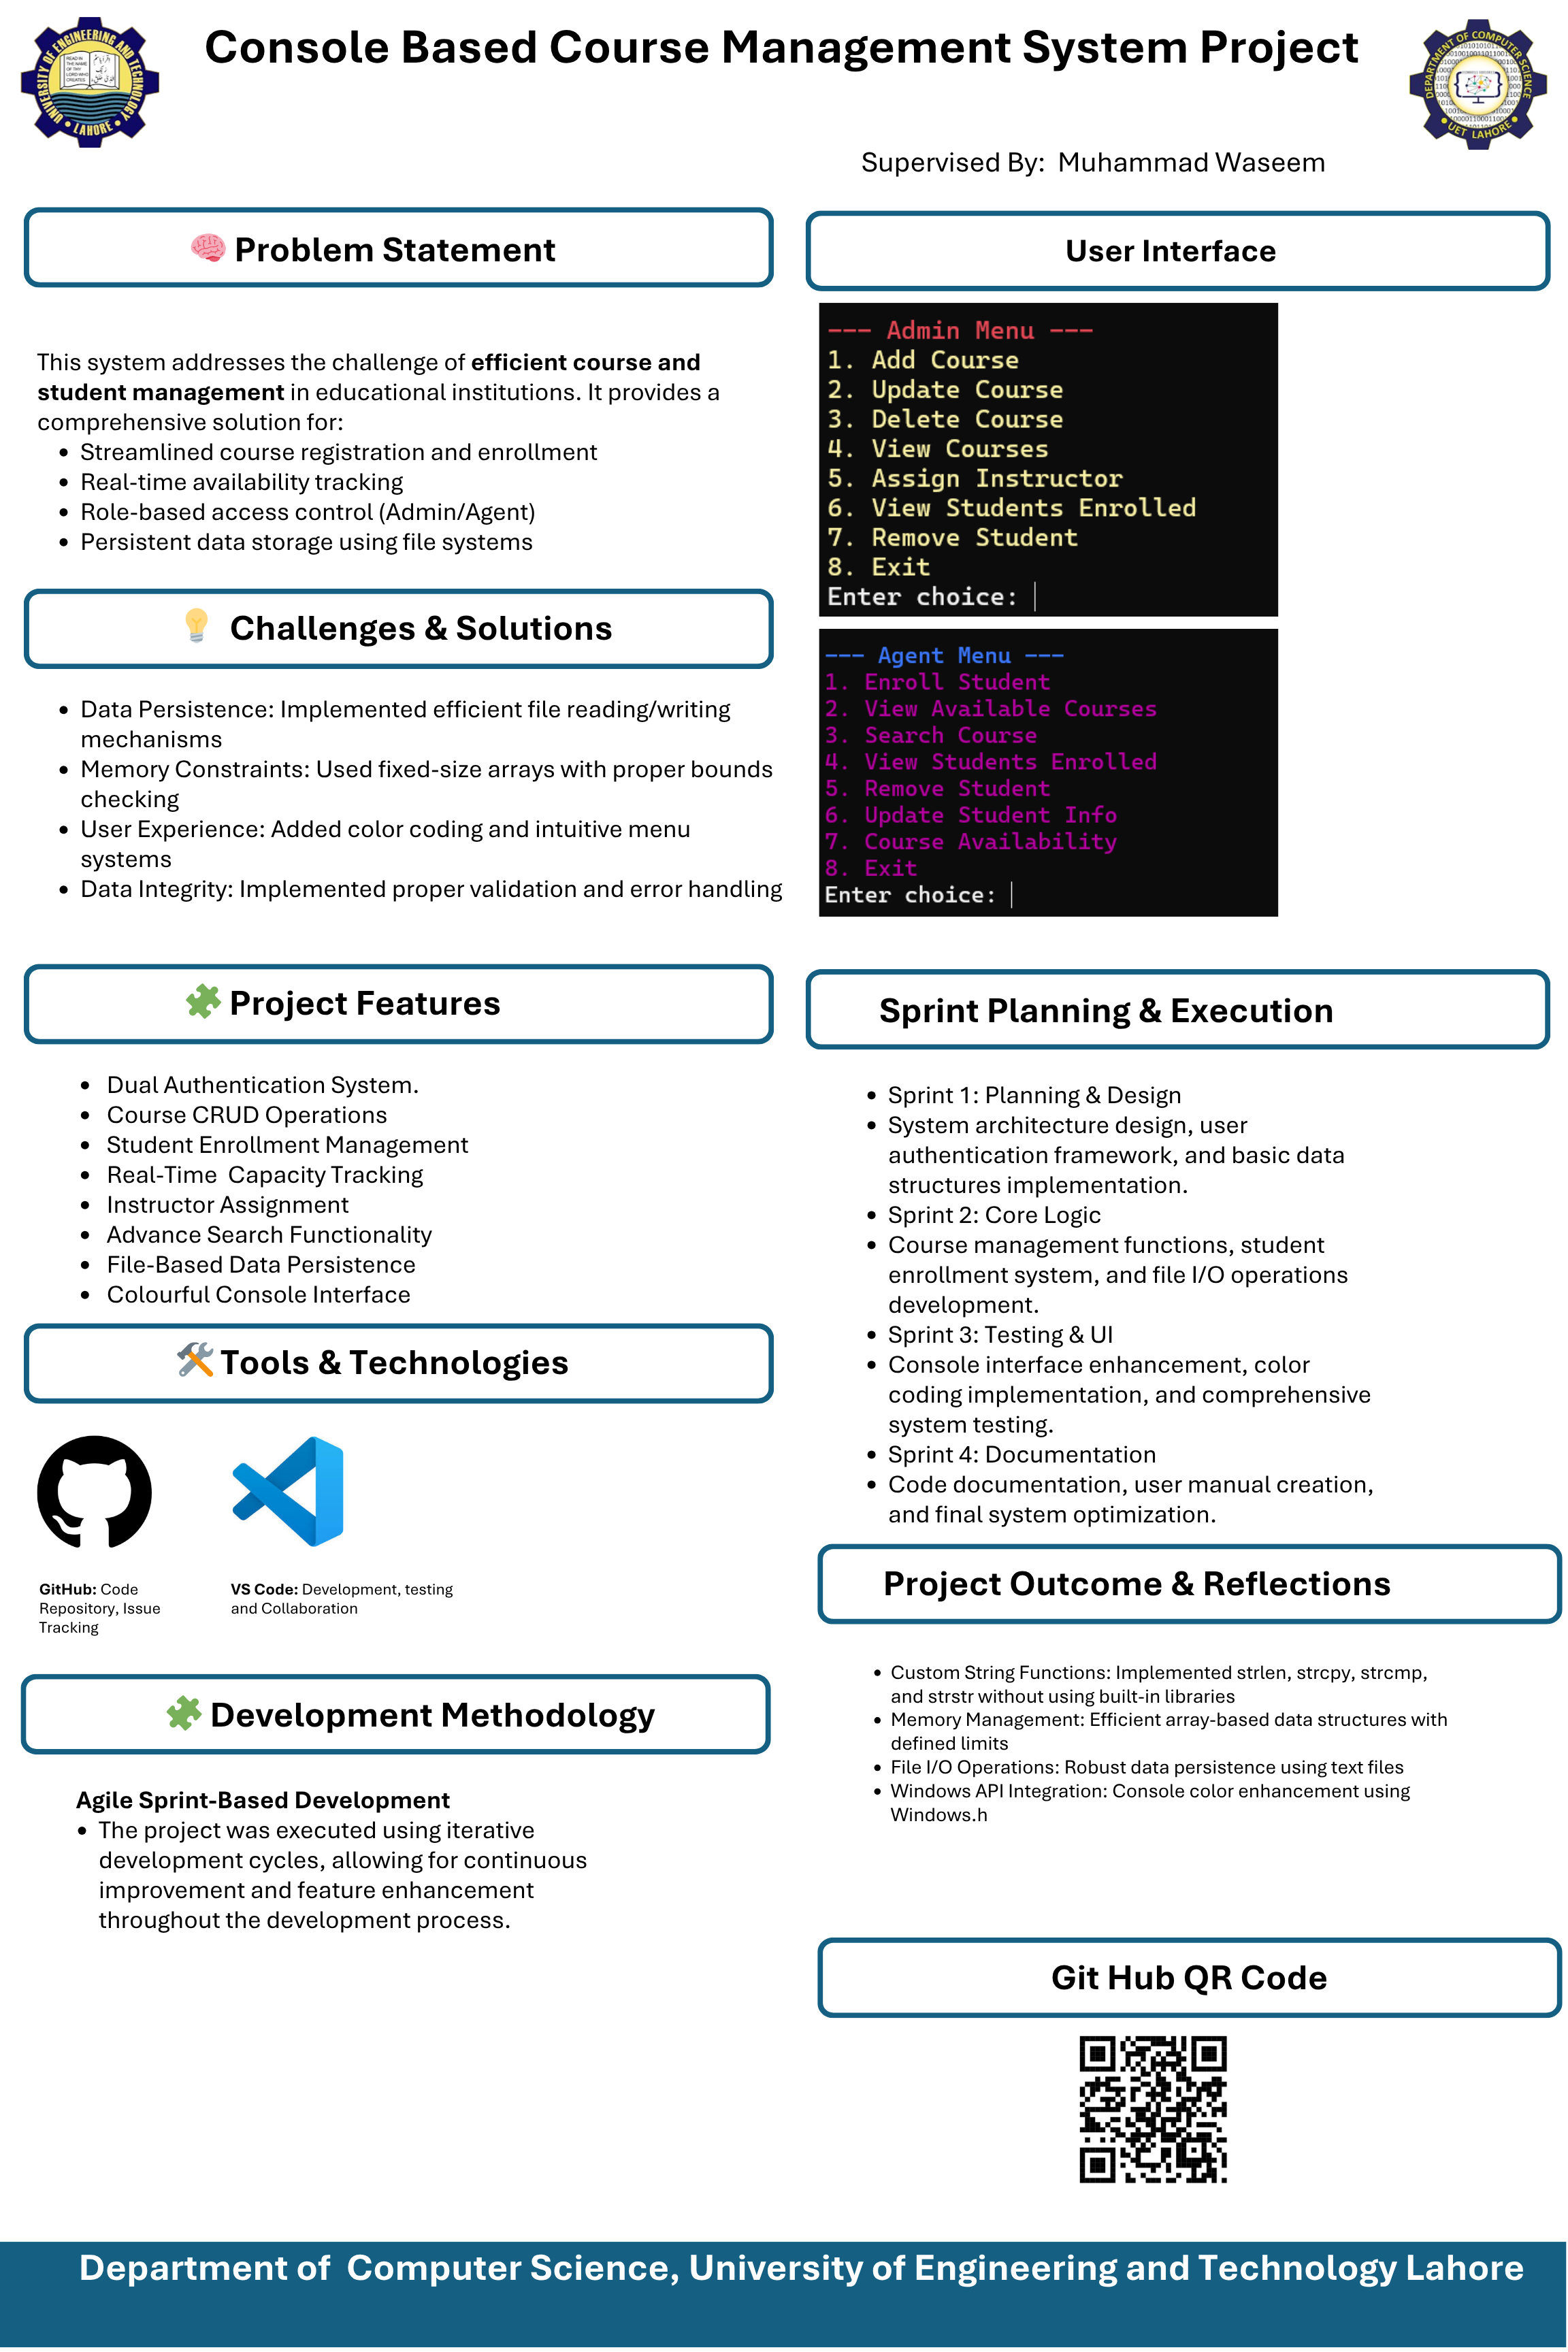 Console Based Course Management System Project
UNIVERSITY OF ENGINEERING AND TECHNOLOGY
LAHORE
READ IN
THE NAME
OF THY
LORD WHO
CREATES
DEPARTMENT OF COMPUTER SCIENCE
UET LAHORE
Supervised By: Muhammad Waseem
Problem Statement
This system addresses the challenge of efficient course and
student management in educational institutions. It provides a
comprehensive solution for:
• Streamlined course registration and enrollment
• Real-time availability tracking
• Role-based access control (Admin/Agent)
• Persistent data storage using file systems
Challenges & Solutions
• Data Persistence: Implemented efficient file reading/writing
mechanisms
• Memory Constraints: Used fixed-size arrays with proper bounds
checking
• User Experience: Added color coding and intuitive menu
systems
• Data Integrity: Implemented proper validation and error handling
Project Features
• Dual Authentication System.
• Course CRUD Operations
• Student Enrollment Management
• Real-Time  Capacity Tracking
• Instructor Assignment
• Advance Search Functionality
• File-Based Data Persistence
• Colourful Console Interface
Tools & Technologies
GitHub: Code
Repository, Issue
Tracking
VS Code: Development, testing
and Collaboration
Development Methodology
Agile Sprint-Based Development
• The project was executed using iterative
development cycles, allowing for continuous
improvement and feature enhancement
throughout the development process.
User Interface
--- Admin Menu ---
1. Add Course
2. Update Course
3. Delete Course
4. View Courses
5. Assign Instructor
6. View Students Enrolled
7. Remove Student
8. Exit
Enter choice:
--- Agent Menu ---
1. Enroll Student
2. View Available Courses
3. Search Course
4. View Students Enrolled
5. Remove Student
6. Update Student Info
7. Course Availability
8. Exit
Enter choice:
Sprint Planning & Execution
• Sprint 1: Planning & Design
• System architecture design, user
authentication framework, and basic data
structures implementation.
• Sprint 2: Core Logic
• Course management functions, student
enrollment system, and file I/O operations
development.
• Sprint 3: Testing & UI
• Console interface enhancement, color
coding implementation, and comprehensive
system testing.
• Sprint 4: Documentation
• Code documentation, user manual creation,
and final system optimization.
Project Outcome & Reflections
• Custom String Functions: Implemented strlen, strcpy, strcmp,
and strstr without using built-in libraries
• Memory Management: Efficient array-based data structures with
defined limits
• File I/O Operations: Robust data persistence using text files
• Windows API Integration: Console color enhancement using
Windows.h
Git Hub QR Code
Department of  Computer Science, University of Engineering and Technology Lahore